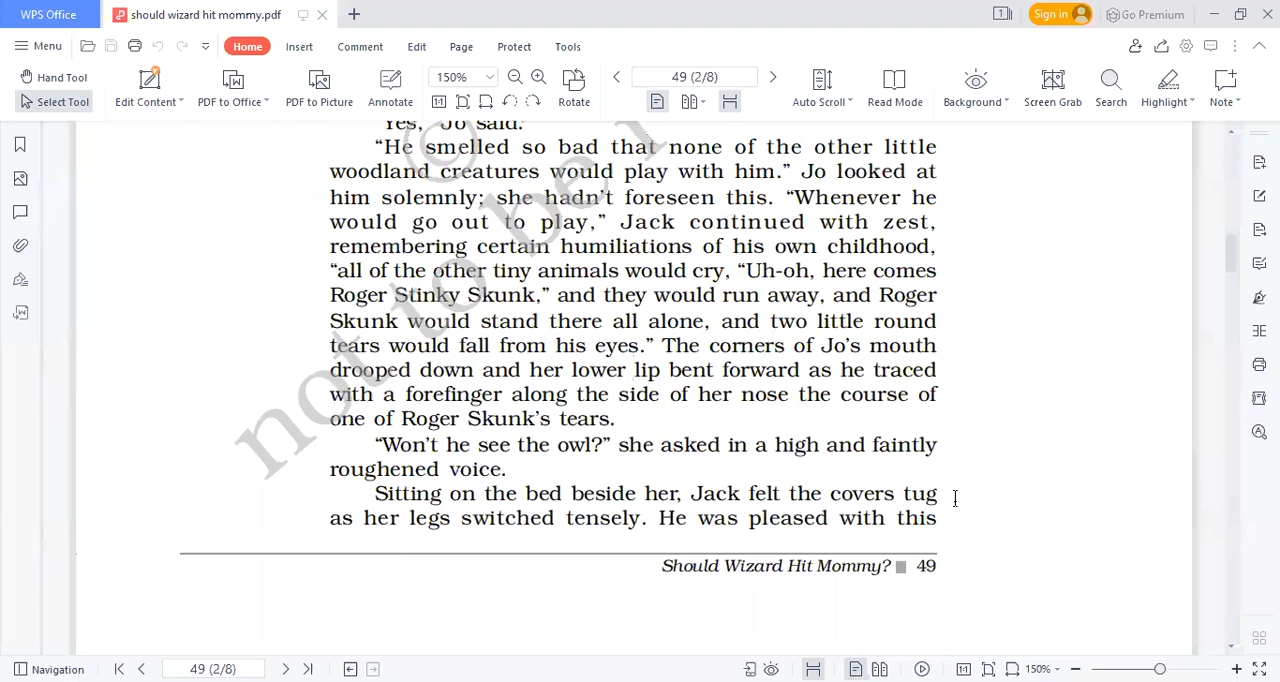 WPS Office
should wizard hit mommy.pdf
Sign in
Go Premium
Menu
Home
Insert
Comment
Edit
Page
Protect
Tools
Hand Tool
Select Tool
Edit Content
PDF to Office
PDF to Picture
Annotate
150%
Rotate
49 (2/8)
Auto Scroll
Read Mode
Background
Screen Grab
Search
Highlight
Note
Yes, Jo said.
“He smelled so bad that none of the other little
woodland creatures would play with him.” Jo looked at
him solemnly; she hadn’t foreseen this. “Whenever he
would go out to play,” Jack continued with zest,
remembering certain humiliations of his own childhood,
“all of the other tiny animals would cry, “Uh-oh, here comes
Roger Stinky Skunk,” and they would run away, and Roger
Skunk would stand there all alone, and two little round
tears would fall from his eyes.” The corners of Jo’s mouth
drooped down and her lower lip bent forward as he traced
with a forefinger along the side of her nose the course of
one of Roger Skunk’s tears.
“Won’t he see the owl?” she asked in a high and faintly
roughened voice.
Sitting on the bed beside her, Jack felt the covers tug
as her legs switched tensely. He was pleased with this
Should Wizard Hit Mommy? 49
©
not to be
Navigation
49 (2/8)
150%